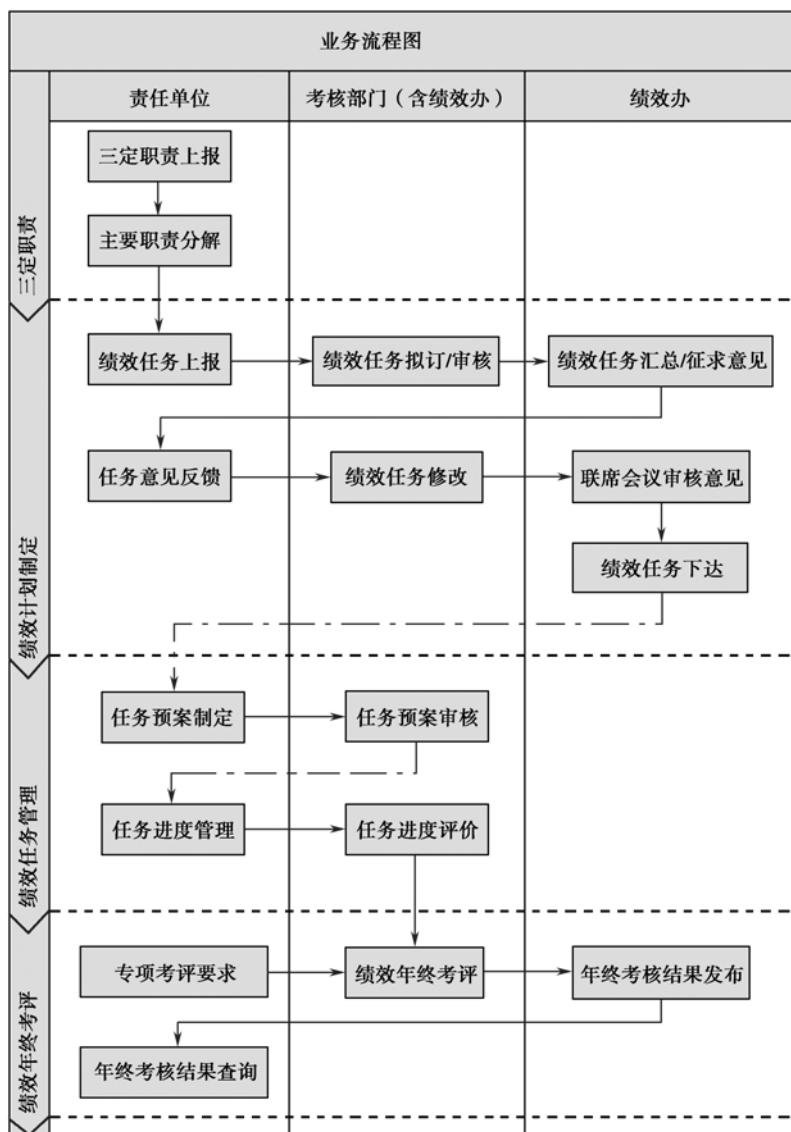 业务流程图
责任单位
考核部门（含绩效办）
绩效办
三定职责
三定职责上报
主要职责分解
绩效计划制定
绩效任务上报
绩效任务拟订/审核
绩效任务汇总/征求意见
任务意见反馈
绩效任务修改
联席会议审核意见
绩效任务下达
绩效任务管理
任务预案制定
任务预案审核
任务进度管理
任务进度评价
绩效年终考评
专项考评要求
绩效年终考评
年终考核结果发布
年终考核结果查询